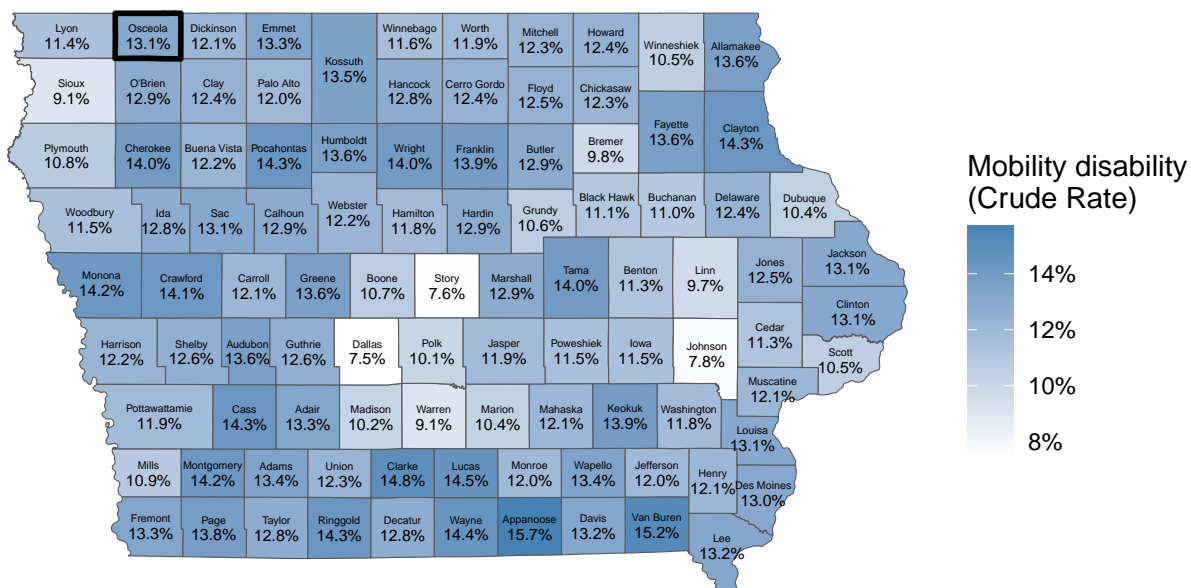 Lyon
11.4%
Osceola
13.1%
Dickinson
12.1%
Emmet
13.3%
Kossuth
13.5%
Winnebago
11.6%
Worth
11.9%
Mitchell
12.3%
Howard
12.4%
Winneshiek
10.5%
Allamakee
13.6%
Sioux
9.1%
O'Brien
12.9%
Clay
12.4%
Palo Alto
12.0%
Hancock
12.8%
Cerro Gordo
12.4%
Floyd
12.5%
Chickasaw
12.3%
Plymouth
10.8%
Cherokee
14.0%
Buena Vista
12.2%
Pocahontas
14.3%
Humboldt
13.6%
Wright
14.0%
Franklin
13.9%
Butler
12.9%
Bremer
9.8%
Fayette
13.6%
Clayton
14.3%
Woodbury
11.5%
Ida
12.8%
Sac
13.1%
Calhoun
12.9%
Webster
12.2%
Hamilton
11.8%
Hardin
12.9%
Grundy
10.6%
Black Hawk
11.1%
Buchanan
11.0%
Delaware
12.4%
Dubuque
10.4%
Monona
14.2%
Crawford
14.1%
Carroll
12.1%
Greene
13.6%
Boone
10.7%
Story
7.6%
Marshall
12.9%
Tama
14.0%
Benton
11.3%
Linn
9.7%
Jones
12.5%
Jackson
13.1%
Clinton
13.1%
Harrison
12.2%
Shelby
12.6%
Audubon
13.6%
Guthrie
12.6%
Dallas
7.5%
Polk
10.1%
Jasper
11.9%
Poweshiek
11.5%
Iowa
11.5%
Johnson
7.8%
Cedar
11.3%
Scott
10.5%
Muscatine
12.1%
Pottawattamie
11.9%
Cass
14.3%
Adair
13.3%
Madison
10.2%
Warren
9.1%
Marion
10.4%
Mahaska
12.1%
Keokuk
13.9%
Washington
11.8%
Louisa
13.1%
Mills
10.9%
Montgomery
14.2%
Adams
13.4%
Union
12.3%
Clarke
14.8%
Lucas
14.5%
Monroe
12.0%
Wapello
13.4%
Jefferson
12.0%
Henry
12.1%
Des Moines
13.0%
Fremont
13.3%
Page
13.8%
Taylor
12.8%
Ringgold
14.3%
Decatur
12.8%
Wayne
14.4%
Appanoose
15.7%
Davis
13.2%
Van Buren
15.2%
Lee
13.2%
Mobility disability
(Crude Rate)
14%
12%
10%
8%